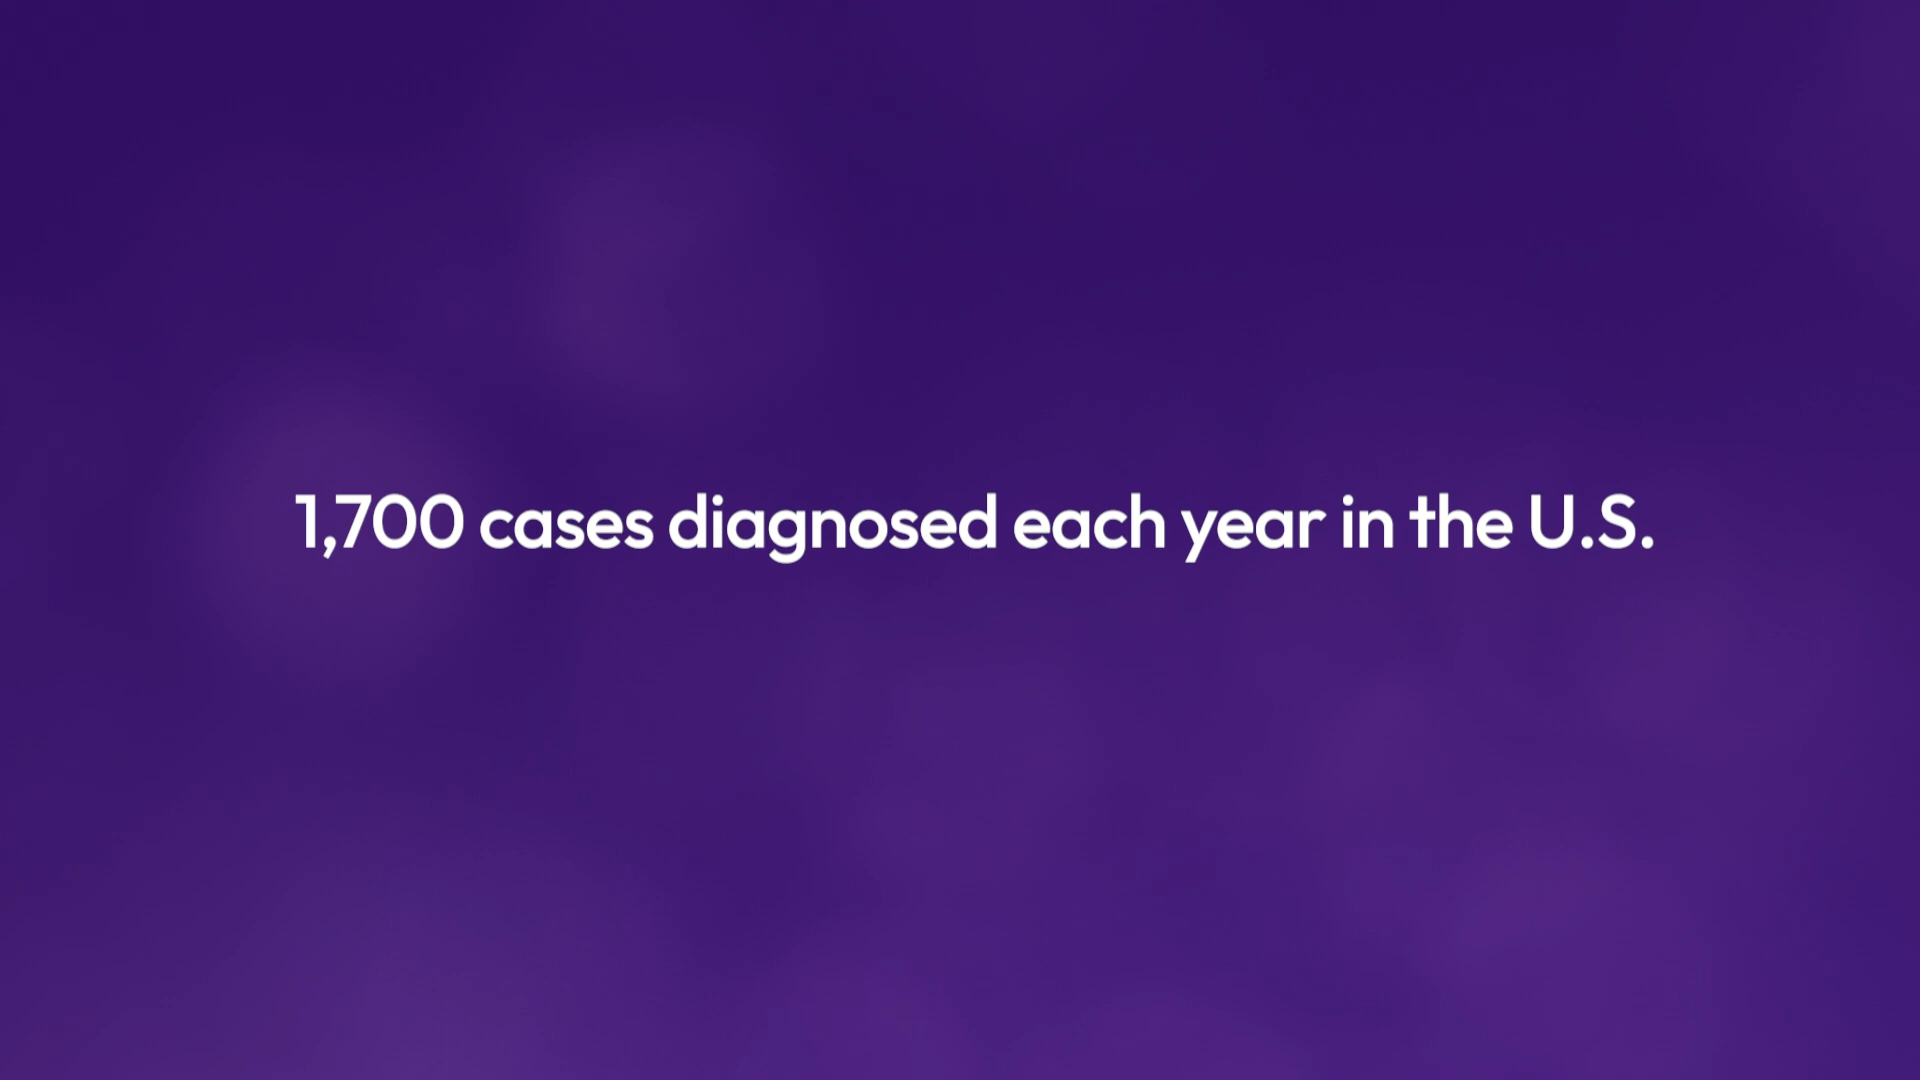 1,700 cases diagnosed each year in the U.S.